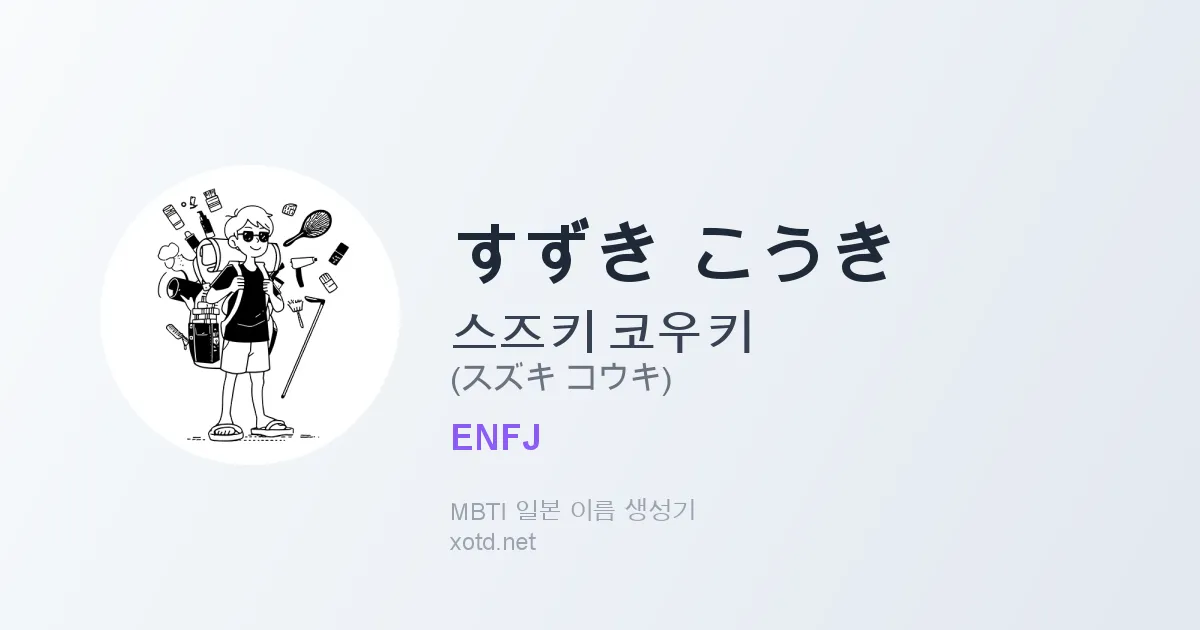 すずき こうき
스즈키 코우키
(スズキ コウキ)
ENFJ
MBTI 일본 이름 생성기
xotd.net